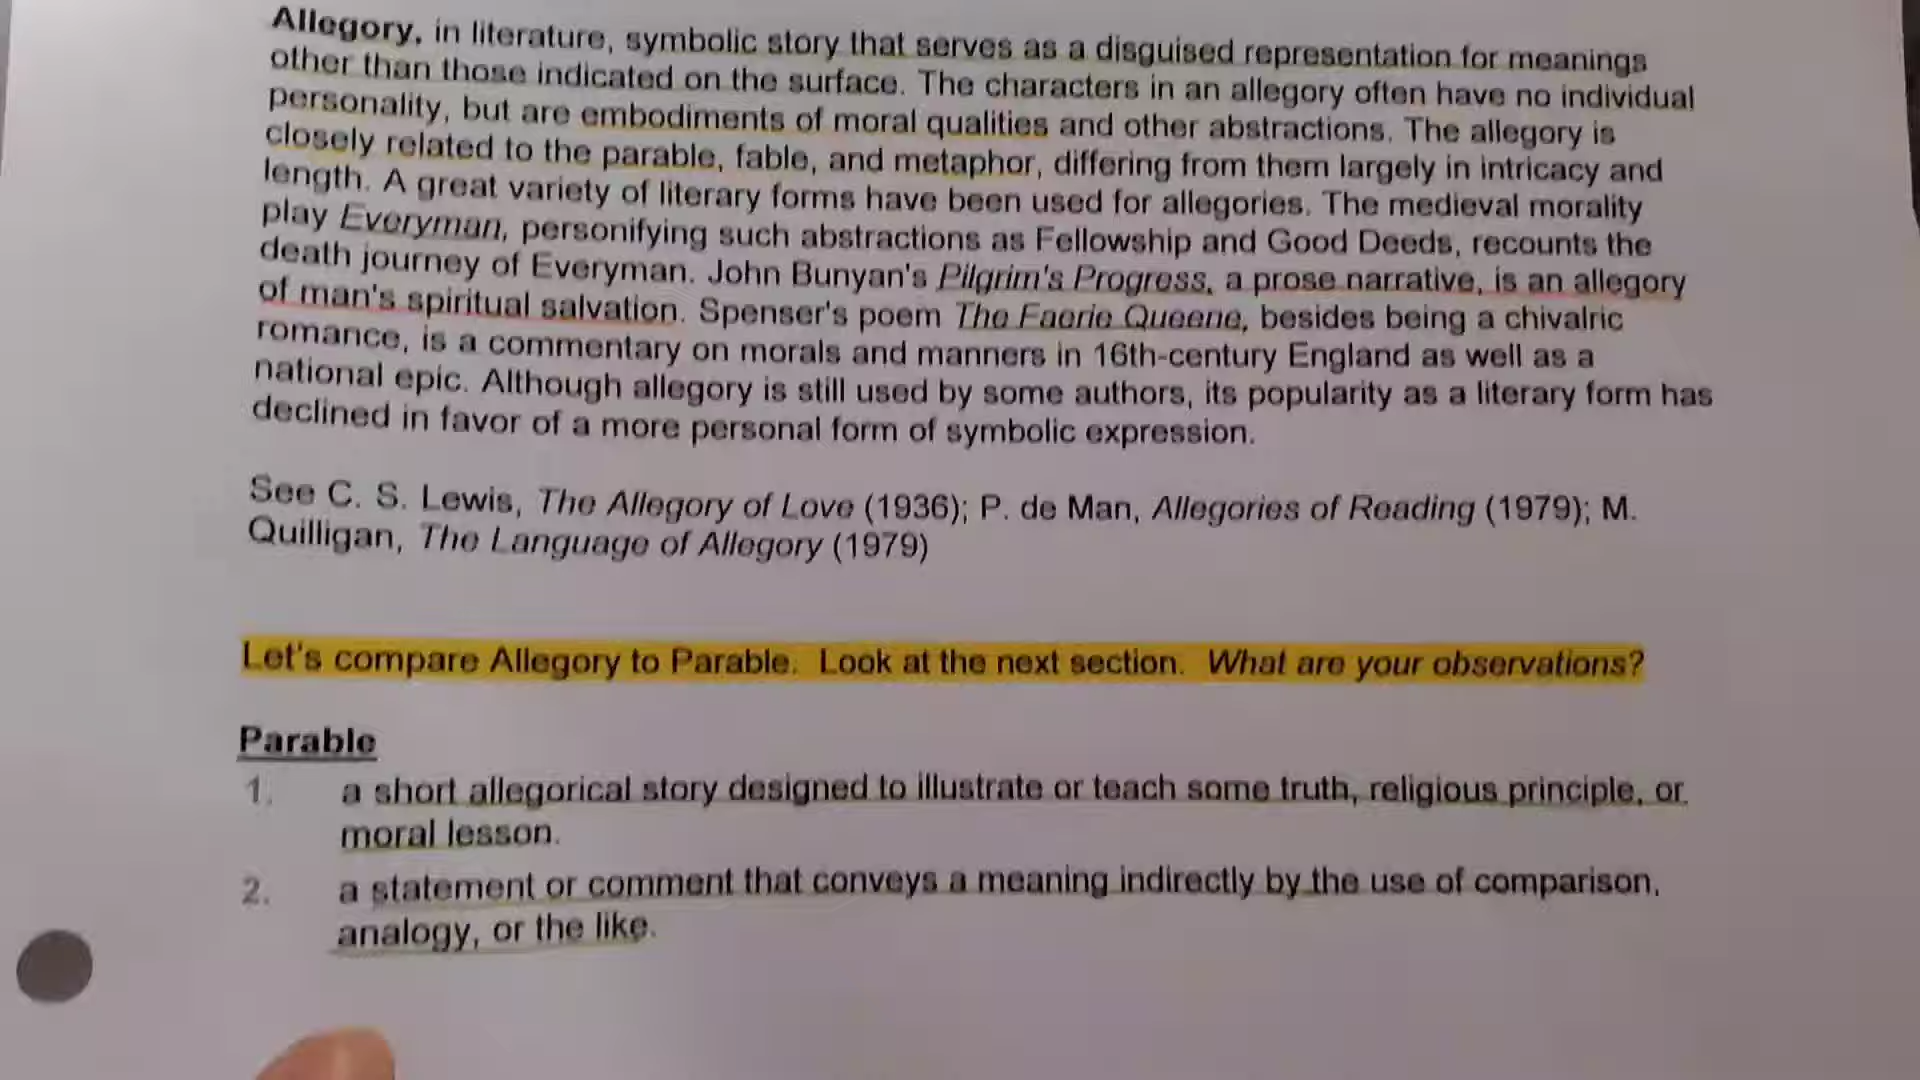 Allegory, in literature, symbolic story that serves as a disguised representation for meanings
other than those indicated on the surface. The characters in an allegory often have no individual
personality, but are embodiments of moral qualities and other abstractions. The allegory is
closely related to the parable, fable, and metaphor, differing from them largely in intricacy and
length. A great variety of literary forms have been used for allegories. The medieval morality
play Everyman, personifying such abstractions as Fellowship and Good Deeds, recounts the
death journey of Everyman. John Bunyan's Pilgrim's Progress, a prose narrative, is an allegory
of man's spiritual salvation. Spenser's poem The Faerie Queene, besides being a chivalric
romance, is a commentary on morals and manners in 16th-century England as well as a
national epic. Although allegory is still used by some authors, its popularity as a literary form has
declined in favor of a more personal form of symbolic expression.
See C. S. Lewis, The Allegory of Love (1936); P. de Man, Allegories of Reading (1979); M.
Quilligan, The Language of Allegory (1979)
Let's compare Allegory to Parable. Look at the next section. What are your observations?
Parable
1. a short allegorical story designed to illustrate or teach some truth, religious principle, or
moral lesson.
2. a statement or comment that conveys a meaning indirectly by the use of comparison,
analogy, or the like.